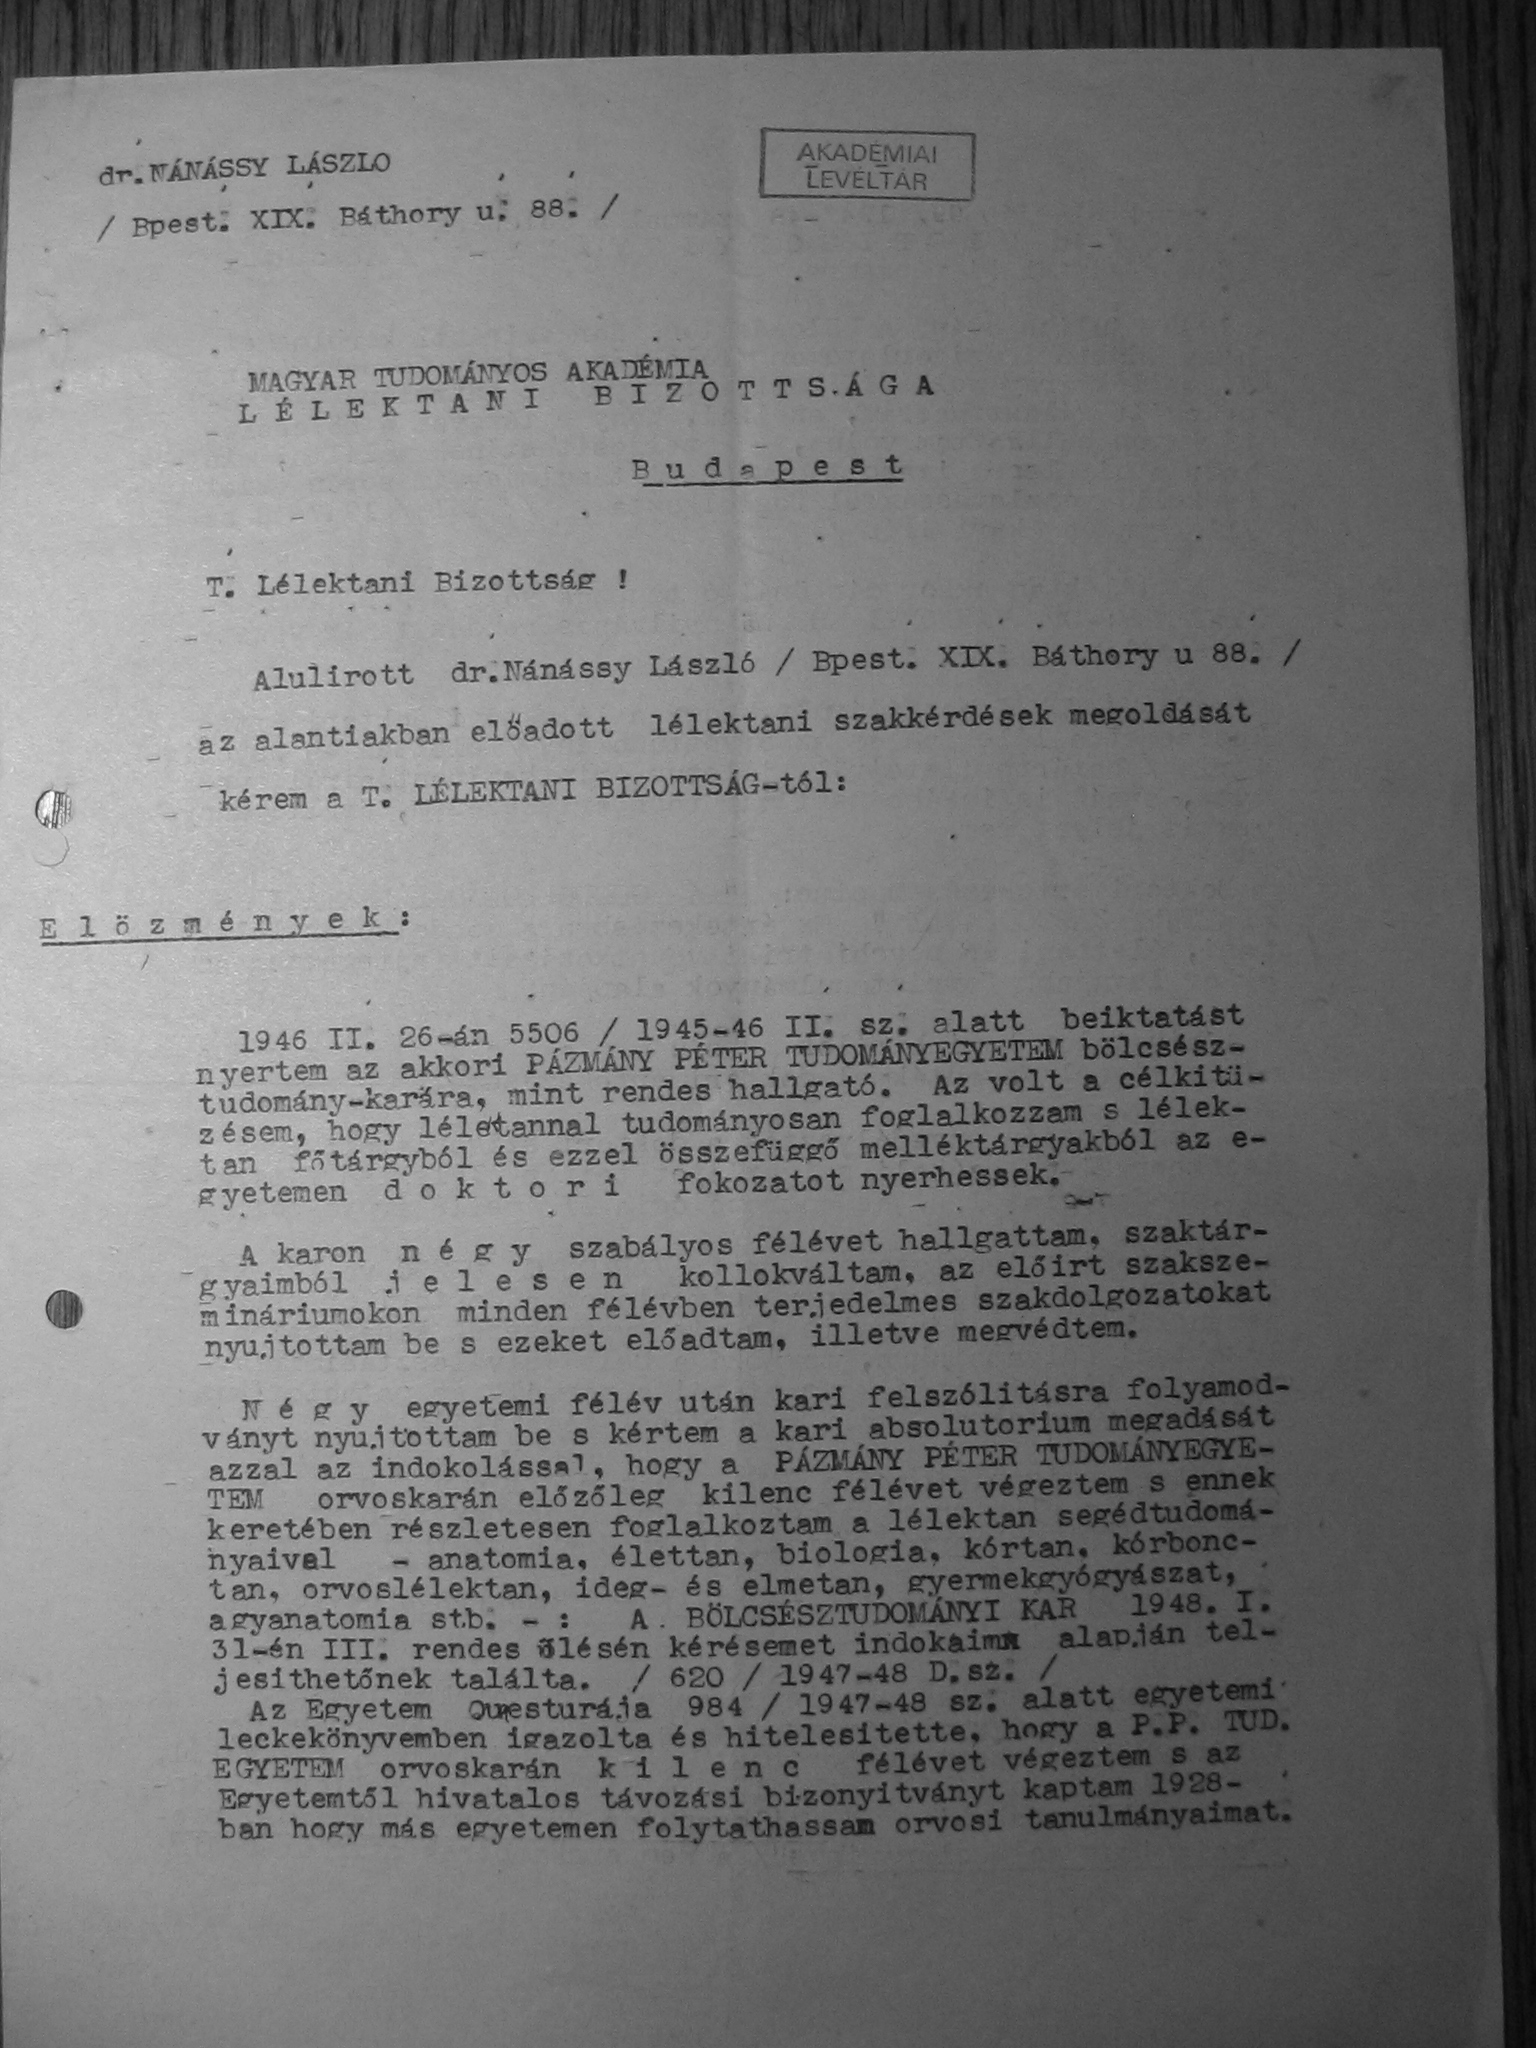 dr.NÁNÁSSY LÁSZLO
/ Bpest. XIX. Báthory u. 88. /
AKADÉMIAI
LEVÉLTÁR
MAGYAR TUDOMÁNYOS AKADÉMIA
L É L E K T A N I   B I Z O T T S Á G A
B u d a p e s t
T. Lélektani Bizottság !
Alulirott dr.Nánássy László / Bpest. XIX. Báthory u 88. /
az alantiakban előadott lélektani szakkérdések megoldását
kérem a T. LÉLEKTANI BIZOTTSÁG-tól:
E l ö z m é n y e k :
1946 II. 26-án 5506 / 1945-46 II. sz. alatt beiktatást
nyertem az akkori PÁZMÁNY PÉTER TUDOMÁNYEGYETEM bölcsész-
tudomány-karára, mint rendes hallgató. Az volt a célkitü-
zésem, hogy léletannal tudományosan foglalkozzam s lélek-
tan főtárgyból és ezzel összefüggő melléktárgyakból az e-
gyetemen d o k t o r i fokozatot nyerhessek.
A karon n é g y szabályos félévet hallgattam, szaktár-
gyaimból j e l e s e n kollokváltam, az előirt szaksze-
mináriumokon minden félévben terjedelmes szakdolgozatokat
nyujtottam be s ezeket előadtam, illetve megvédtem.
N é g y egyetemi félév után kari felszólitásra folyamod-
ványt nyujtottam be s kértem a kari absolutorium megadását
azzal az indokolással, hogy a PÁZMÁNY PÉTER TUDOMÁNYEGYE-
TEM orvoskarán előzőleg kilenc félévet végeztem s ennek
keretében részletesen foglalkoztam a lélektan segédtudomá-
nyaival - anatomia, élettan, biologia, kórtan, kórbonc-
tan, orvoslélektan, ideg- és elmetan, gyermekgyógyászat,
agyanatomia stb. - : A BÖLCSÉSZTUDOMÁNYI KAR 1948. I.
31-én III. rendes ülésén kérésemet indokaim alapján tel-
jesithetőnek találta. / 620 / 1947-48 D.sz. /
Az Egyetem Questurája 984 / 1947-48 sz. alatt egyetemi
leckekönyvemben igazolta és hitelesitette, hogy a P.P. TUD.
EGYETEM orvoskarán k i l e n c félévet végeztem s az
Egyetemtől hivatalos távozási bizonyitványt kaptam 1928-
ban hogy más egyetemen folytathassam orvosi tanulmányaimat.